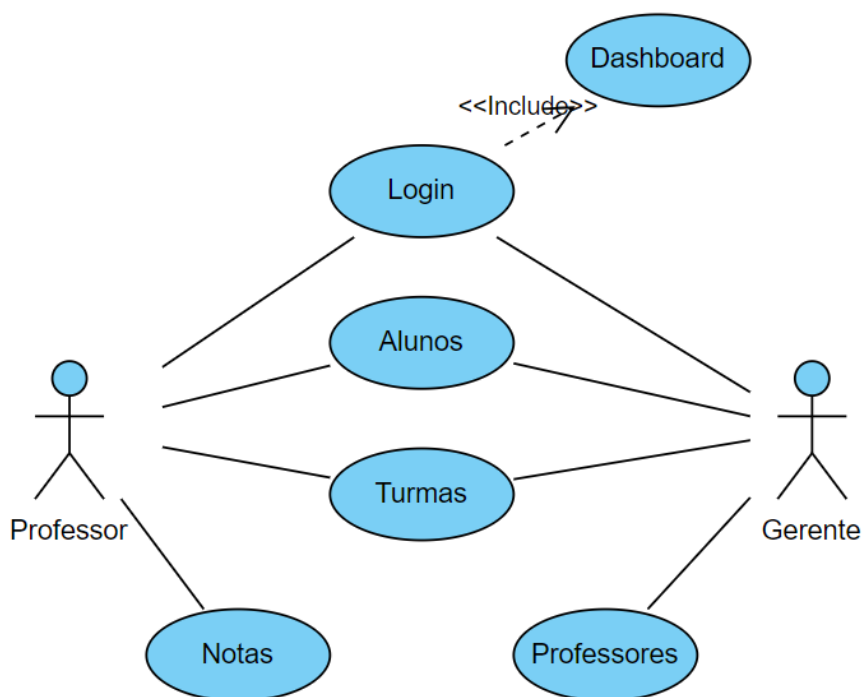 Dashboard
<<Include>>
Login
Alunos
Turmas
Professor
Gerente
Notas
Professores